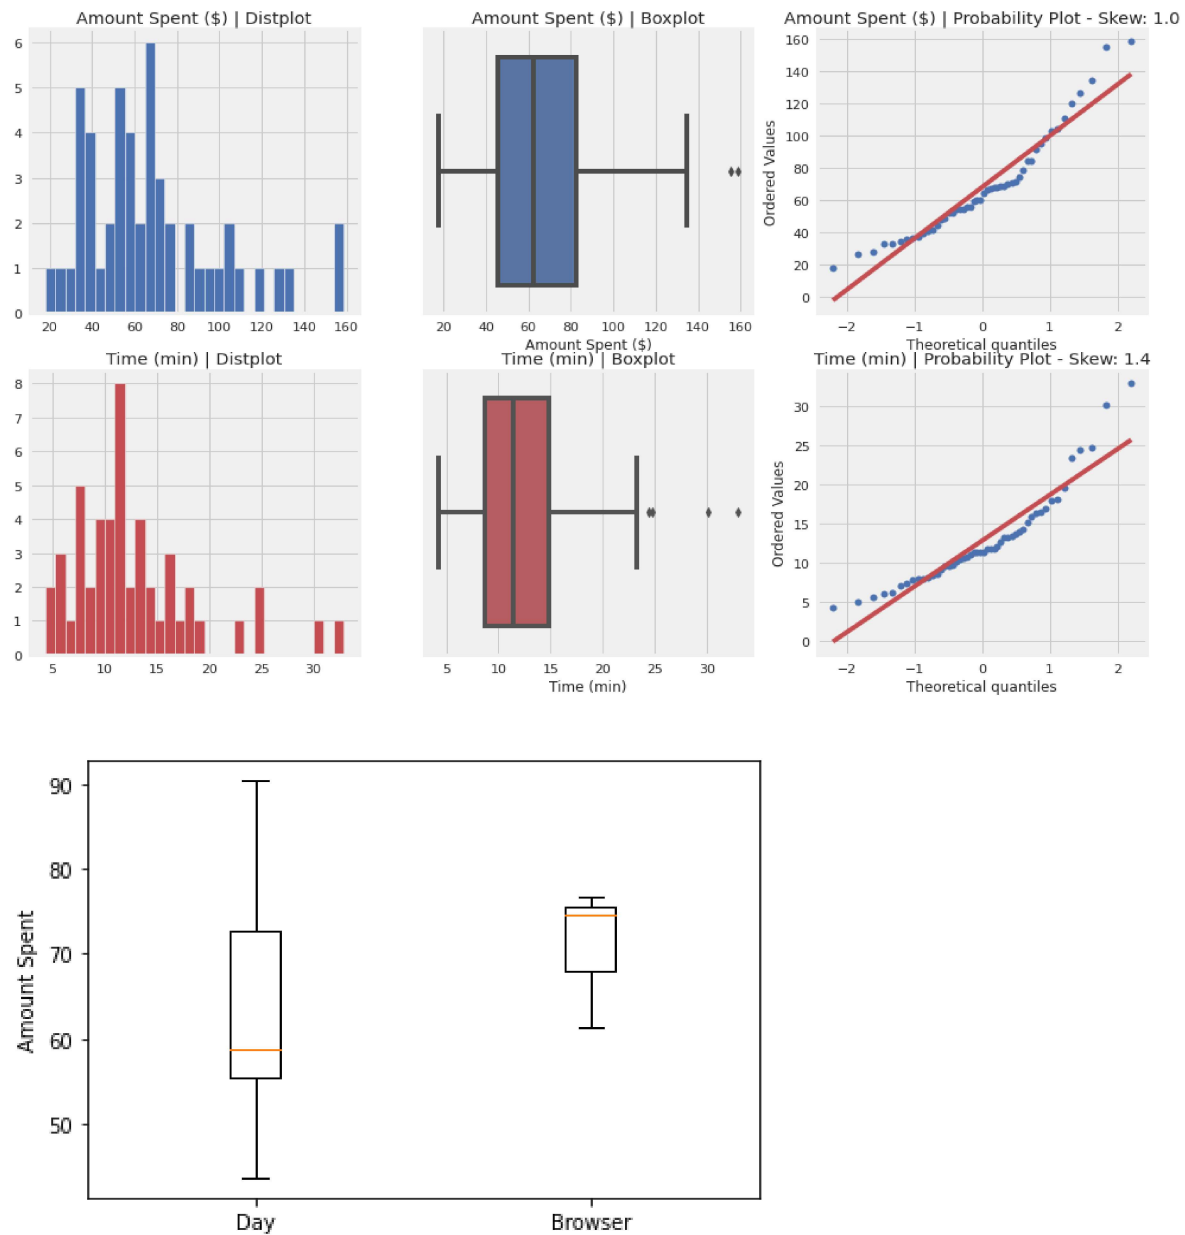 Amount Spent ($) | Distplot
6
5
4
3
2
1
0
20 40 60 80 100 120 140 160
Amount Spent ($) | Boxplot
20 40 60 80 100 120 140 160
Amount Spent ($)
Amount Spent ($) | Probability Plot - Skew: 1.0
Ordered Values
160
140
120
100
80
60
40
20
0
−2 −1 0 1 2
Theoretical quantiles
Time (min) | Distplot
8
7
6
5
4
3
2
1
0
5 10 15 20 25 30
Time (min) | Boxplot
5 10 15 20 25 30
Time (min)
Time (min) | Probability Plot - Skew: 1.4
Ordered Values
30
25
20
15
10
5
0
−2 −1 0 1 2
Theoretical quantiles
Amount Spent
90
80
70
60
50
Day Browser